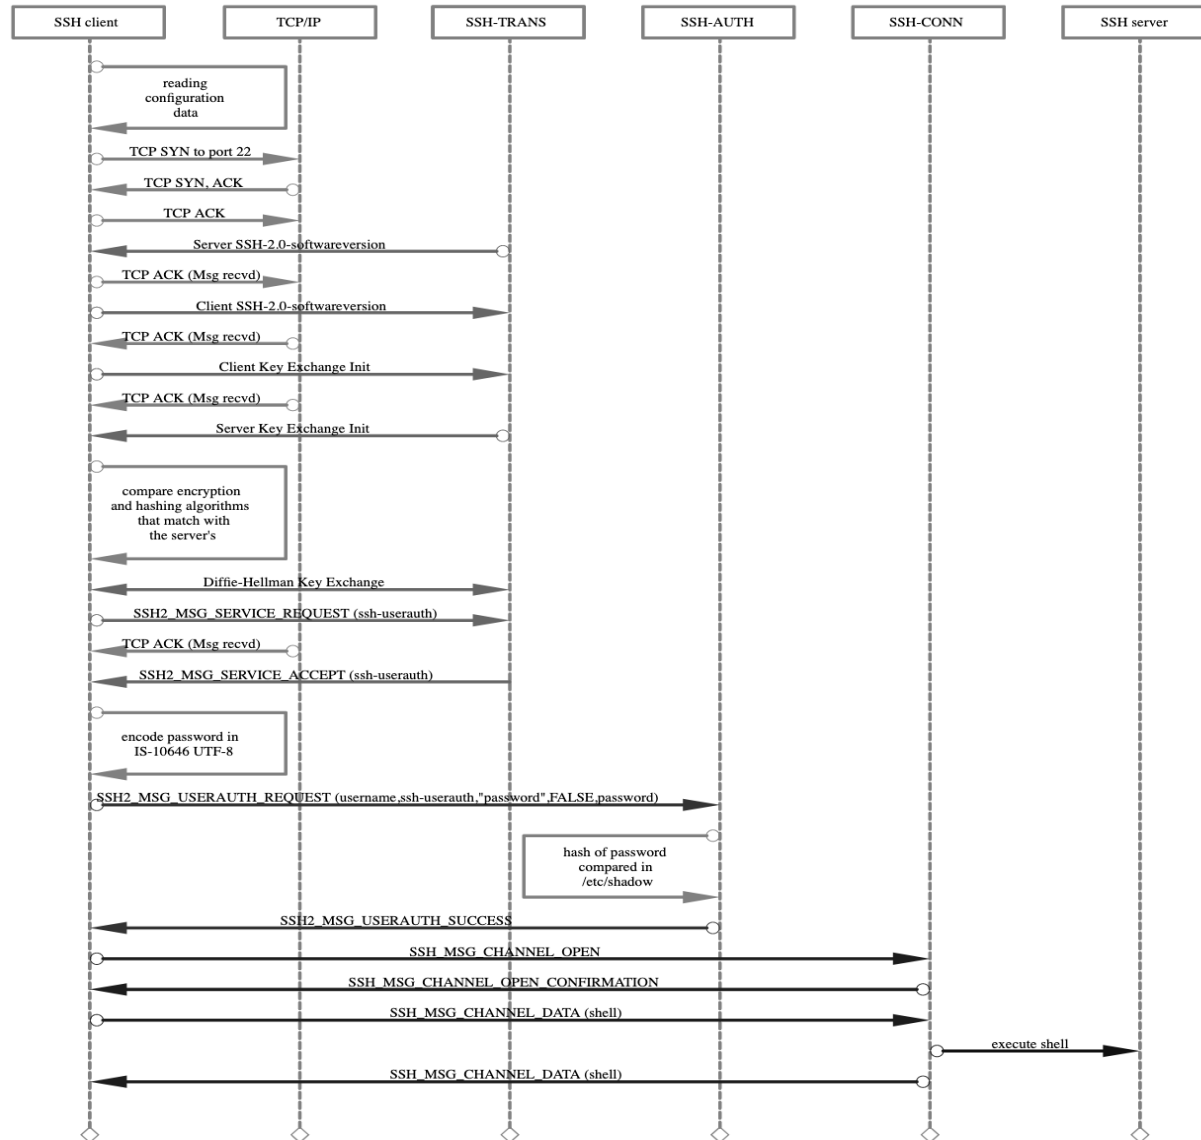 SSH client
TCP/IP
SSH-TRANS
SSH-AUTH
SSH-CONN
SSH server
reading
configuration
data
TCP SYN to port 22
TCP SYN, ACK
TCP ACK
Server SSH-2.0-softwareversion
TCP ACK (Msg recvd)
Client SSH-2.0-softwareversion
TCP ACK (Msg recvd)
Client Key Exchange Init
TCP ACK (Msg recvd)
Server Key Exchange Init
compare encryption
and hashing algorithms
that match with
the server's
Diffie-Hellman Key Exchange
SSH2_MSG_SERVICE_REQUEST (ssh-userauth)
TCP ACK (Msg recvd)
SSH2_MSG_SERVICE_ACCEPT (ssh-userauth)
encode password in
IS-10646 UTF-8
SSH2_MSG_USERAUTH_REQUEST (username,ssh-userauth,"password",FALSE,password)
hash of password
compared in
/etc/shadow
SSH2_MSG_USERAUTH_SUCCESS
SSH_MSG_CHANNEL_OPEN
SSH_MSG_CHANNEL_OPEN_CONFIRMATION
SSH_MSG_CHANNEL_DATA (shell)
execute shell
SSH_MSG_CHANNEL_DATA (shell)